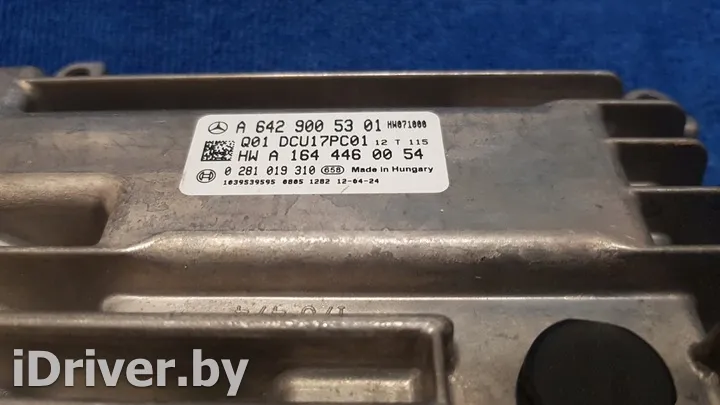 A 642 900 53 01 HW071000
Q01 DCU17PC01 12 T 115
HW A 164 446 00 54
0 281 019 310 658 Made in Hungary
1039S39595 0805 1282 12-04-24
iDriver.by